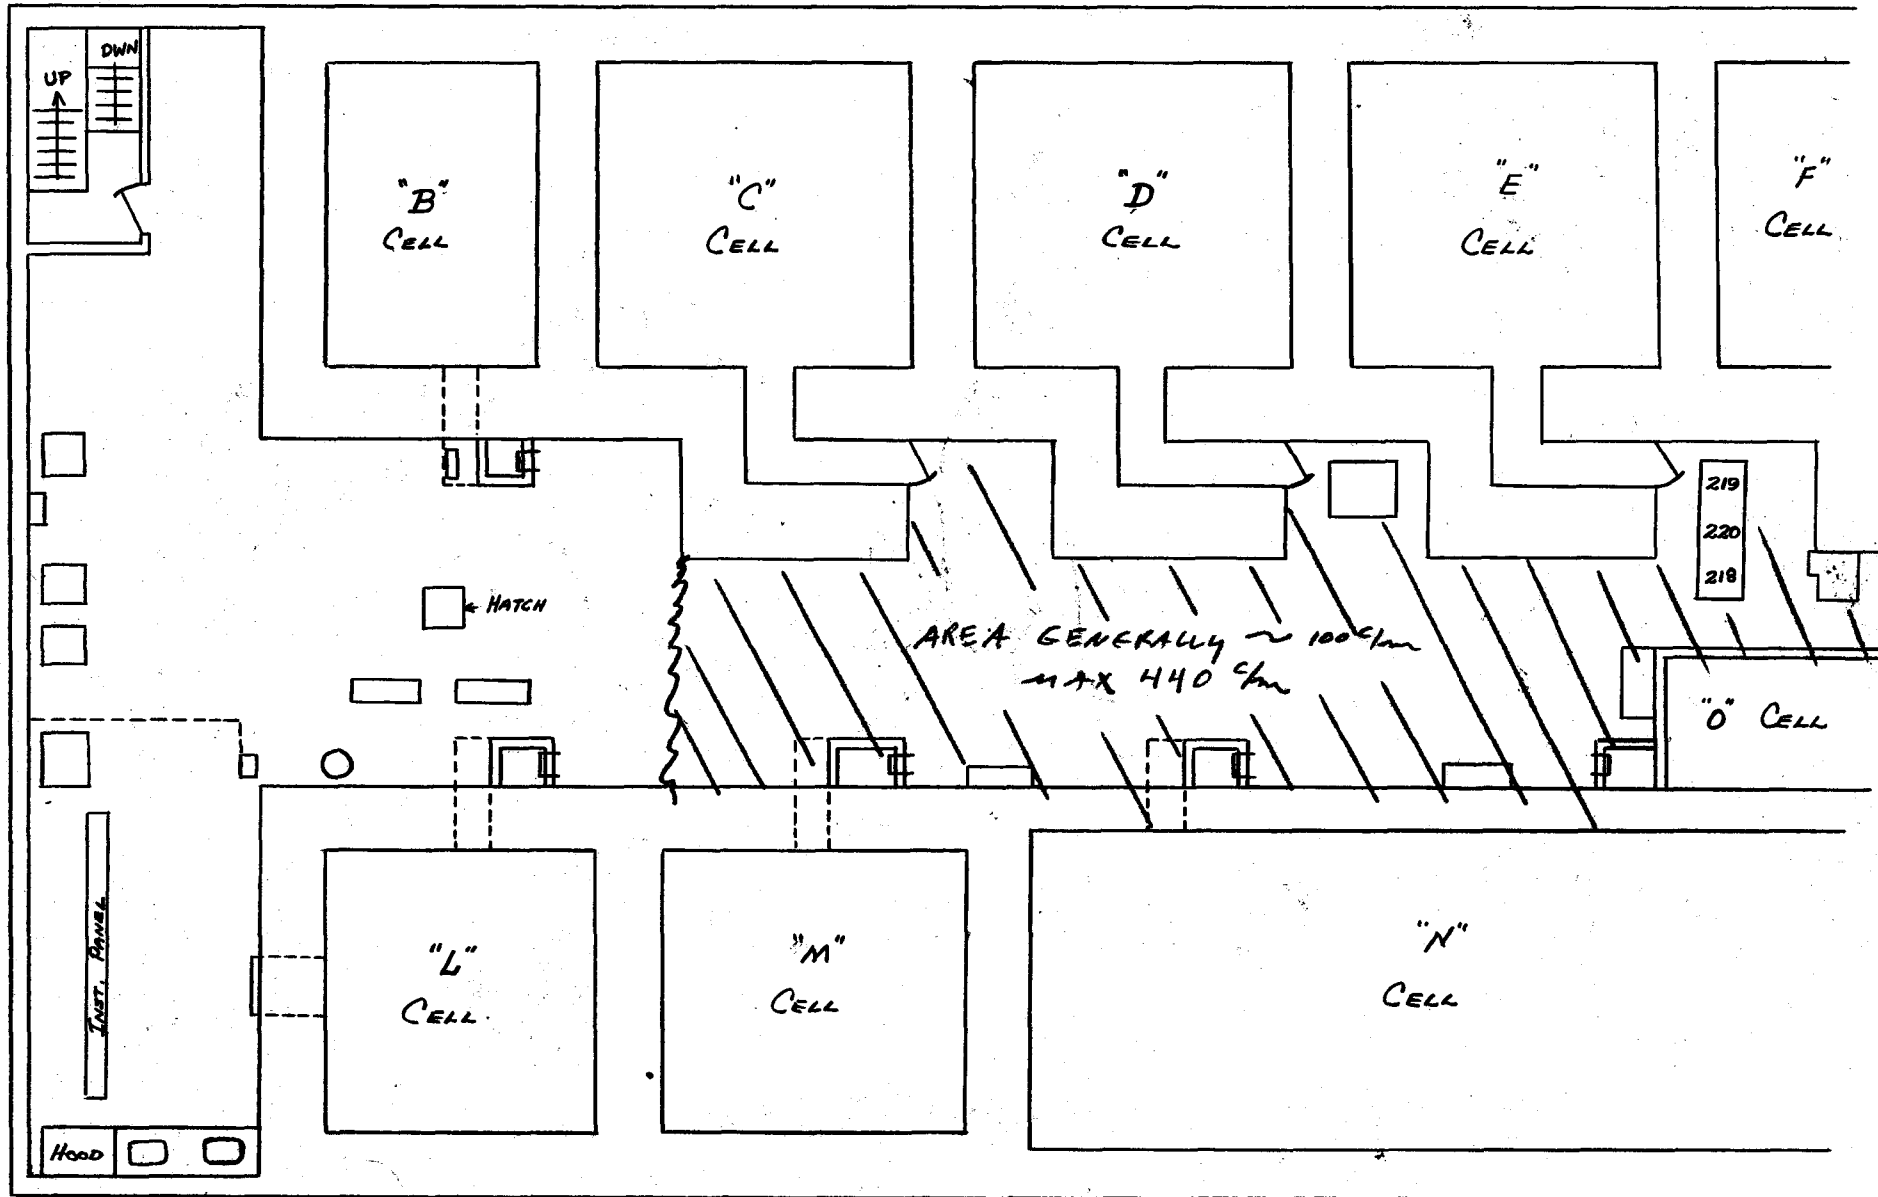 UP
DWN
"B"
CELL
"C"
CELL
"D"
CELL
"E"
CELL
"F"
CELL
219
220
218
← HATCH
AREA GENERALLY ~ 100 c/m
MAX 440 c/m
"O" CELL
INST. PANEL
"L"
CELL
"M"
CELL
"N"
CELL
HOOD